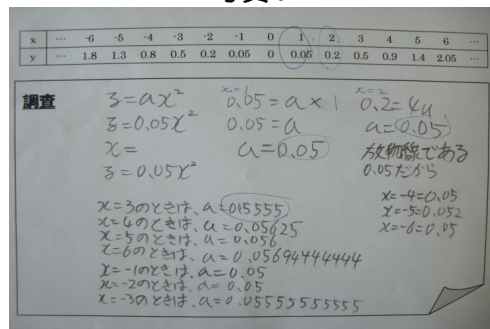 x … -6 -5 -4 -3 -2 -1 0 1 2 3 4 5 6 …
y … 1.8 1.3 0.8 0.5 0.2 0.05 0 0.05 0.2 0.5 0.9 1.4 2.05 …
調査
x=1
x=2
y=ax²
0.05=a×1
0.2=4a
y=0.05x²
0.05=a
a=0.05
x=
a=0.05
放物線である
y=0.05x²
0.05だから
x=3のときは、a=0.15555
x=-4=0.05
x=4のときは、a=0.05625
x=-5=0.052
x=5のときは、a=0.056
x=-6=0.05
x=6のときは、a=0.05694444444
x=-1のときは、a=0.05
x=-2のときは、a=0.05
x=-3のときは、a=0.05555555555